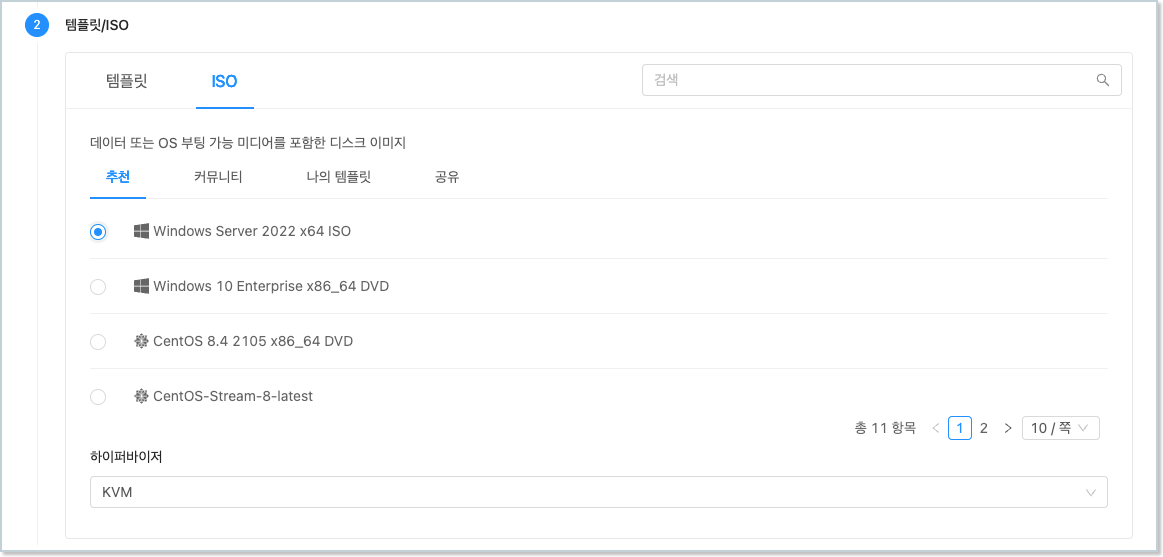 2 템플릿/ISO
템플릿 ISO 검색
데이터 또는 OS 부팅 가능 미디어를 포함한 디스크 이미지
추천 커뮤니티 나의 템플릿 공유
Windows Server 2022 x64 ISO
Windows 10 Enterprise x86_64 DVD
CentOS 8.4 2105 x86_64 DVD
CentOS-Stream-8-latest
총 11 항목 < 1 2 > 10 / 쪽
하이퍼바이저
KVM